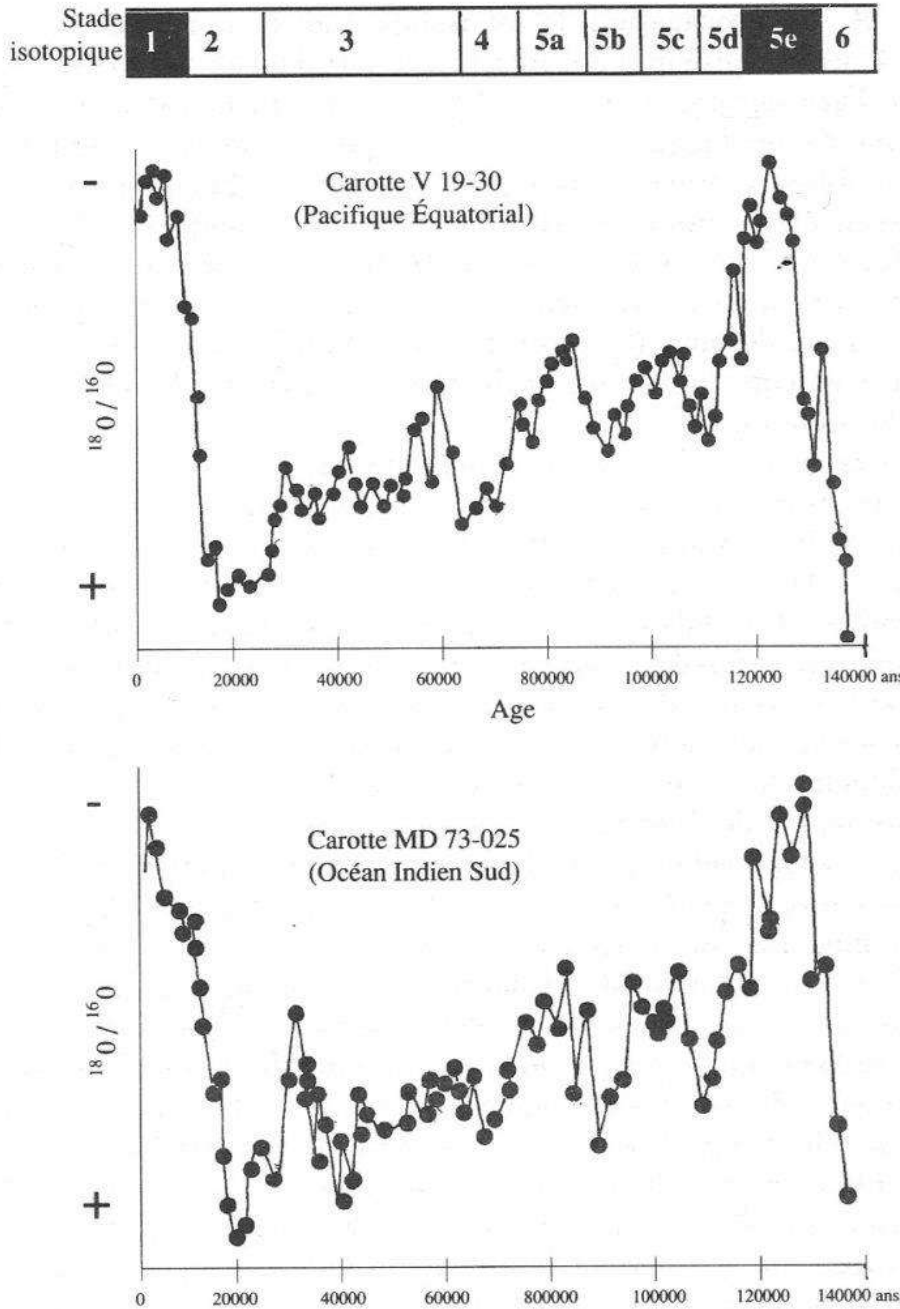 Stade
isotopique 1 2 3 4 5a 5b 5c 5d 5e 6
-
Carotte V 19-30
(Pacifique Équatorial)
18O/ 16O
+
0 20000 40000 60000 800000 100000 120000 140000 ans
Age
-
Carotte MD 73-025
(Océan Indien Sud)
18O/ 16O
+
0 20000 40000 60000 80000 100000 120000 140000 ans